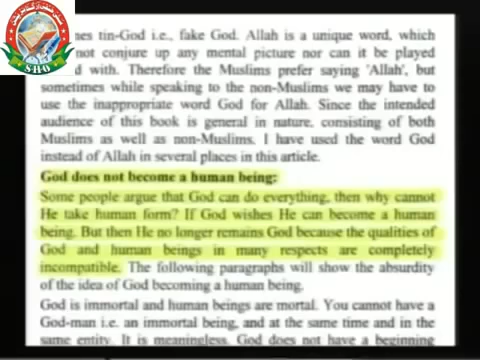 tin-God i.e., fake God. Allah is a unique word, which
not conjure up any mental picture nor can it be played
with. Therefore the Muslims prefer saying 'Allah', but
sometimes while speaking to the non-Muslims we may have to
use the inappropriate word God for Allah. Since the intended
audience of this book is general in nature, consisting of both
Muslims as well as non-Muslims, I have used the word God
instead of Allah in several places in this article.
God does not become a human being:
Some people argue that God can do everything, then why cannot
He take human form? If God wishes He can become a human
being. But then He no longer remains God because the qualities of
God and human beings in many respects are completely
incompatible. The following paragraphs will show the absurdity
of the idea of God becoming a human being.
God is immortal and human beings are mortal. You cannot have a
God-man i.e. an immortal being, and at the same time and in the
same entity. It is meaningless. God does not have a beginning
S.H.O